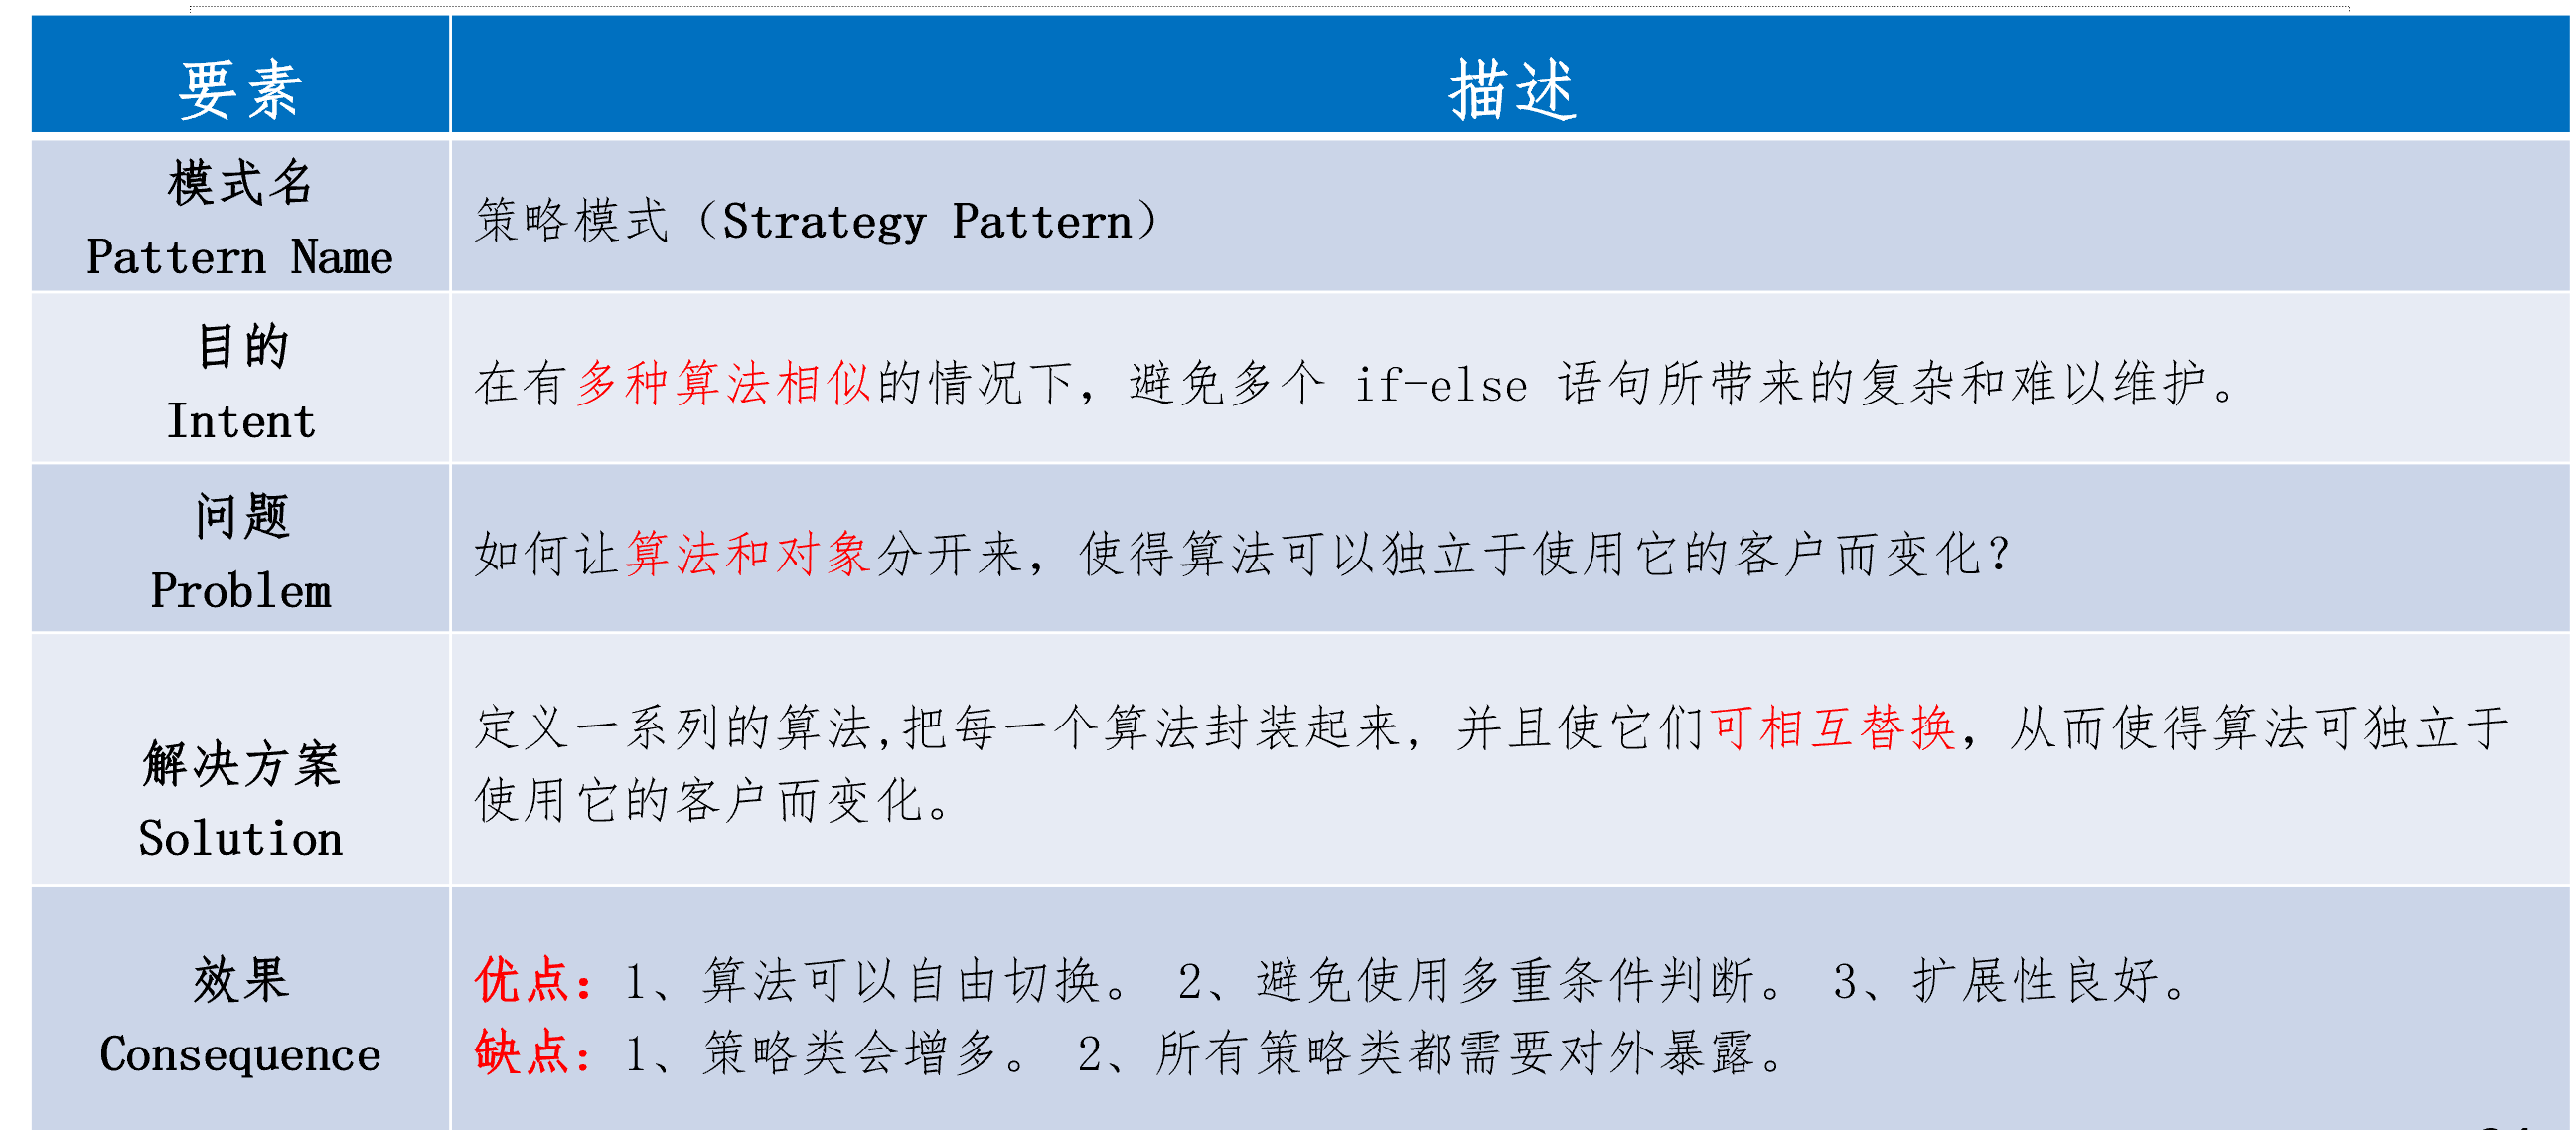 要素
描述
模式名
Pattern Name
策略模式（Strategy Pattern）
目的
Intent
在有多种算法相似的情况下，避免多个 if-else 语句所带来的复杂和难以维护。
问题
Problem
如何让算法和对象分开来，使得算法可以独立于使用它的客户而变化？
解决方案
Solution
定义一系列的算法,把每一个算法封装起来, 并且使它们可相互替换，从而使得算法可独立于
使用它的客户而变化。
效果
Consequence
优点：1、算法可以自由切换。 2、避免使用多重条件判断。 3、扩展性良好。
缺点：1、策略类会增多。 2、所有策略类都需要对外暴露。